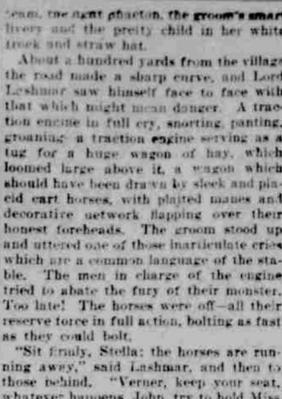 team, the light phaeton, the groom's smart
livery and the pretty child in her white
frock and straw hat.
About a hundred yards from the village
the road made a sharp curve, and Lord
Lashmar saw himself face to face with
that which might mean danger. A trac-
tion engine in full cry, snorting, panting,
groaning a traction engine serving as a
tug for a huge wagon of hay, which
loomed large above it, a wagon which
should have been drawn by sleek and pla-
cid cart horses, with plaited manes and
decorative network flapping over their
honest foreheads. The groom stood up
and uttered one of those inarticulate cries
which are a common language of the sta-
ble. The men in charge of the engine
tried to abate the fury of their monster.
Too late! The horses were off—all their
reserve force in full action, bolting as fast
as they could bolt.
"Sit firmly, Stella; the horses are run-
ning away," said Lashmar, and then to
those behind, "Verner, keep your seat,
whatever happens. John, try to hold Miss